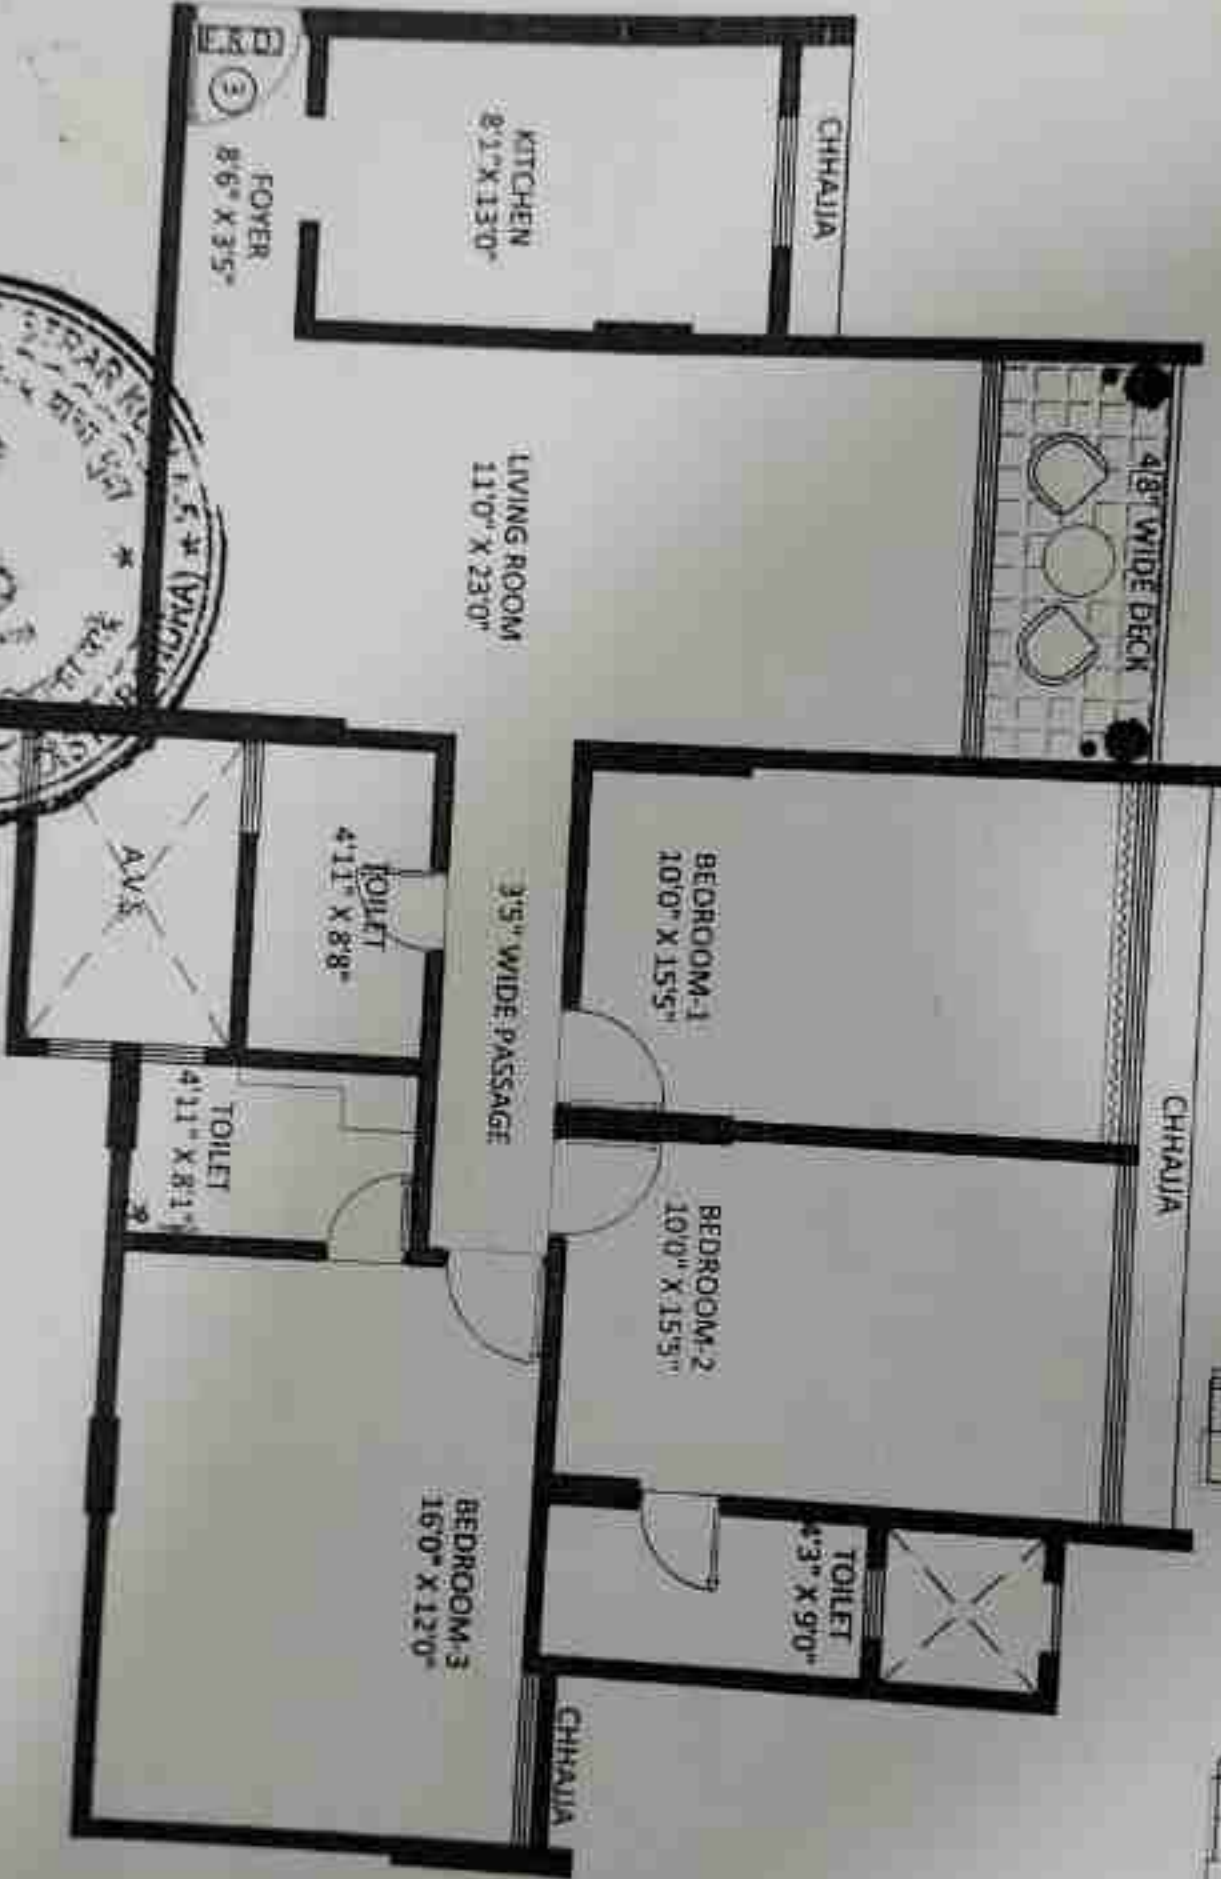 F.R.D.
3
FOYER
8'6" X 3'5"
KITCHEN
8'1" X 13'0"
CHHAJJA
LIVING ROOM
11'0" X 23'0"
4'8" WIDE DECK
A.V.S
TOILET
4'11" X 8'8"
3'5" WIDE PASSAGE
BEDROOM-1
10'0" X 15'5"
CHHAJJA
TOILET
4'11" X 8'1"
BEDROOM-2
10'0" X 15'5"
BEDROOM-3
16'0" X 12'0"
TOILET
4'3" X 9'0"
CHHAJJA